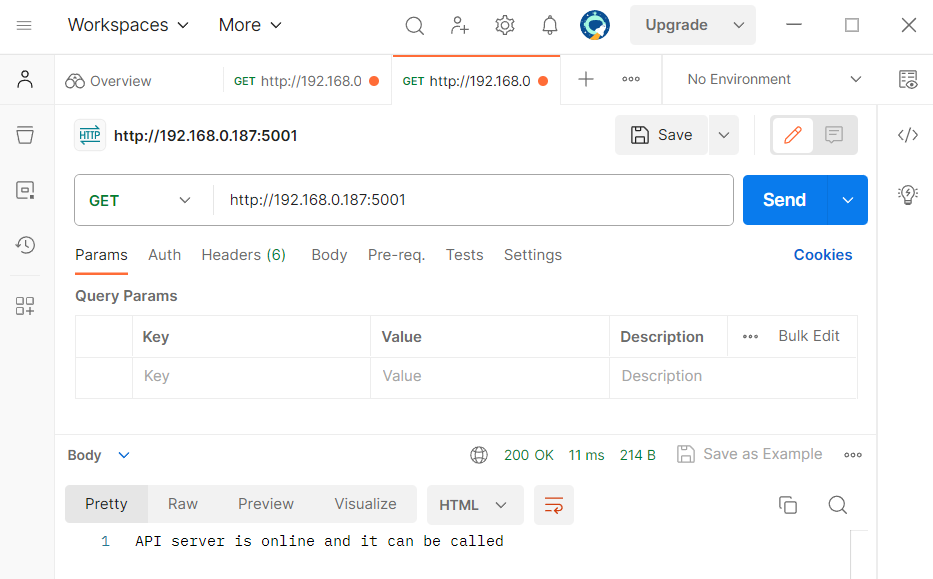 Workspaces More Upgrade
Overview GET http://192.168.0 GET http://192.168.0 No Environment
HTTP http://192.168.0.187:5001 Save
GET http://192.168.0.187:5001 Send
Params Auth Headers (6) Body Pre-req. Tests Settings Cookies
Query Params
Key Value Description Bulk Edit
Key Value Description
Body 200 OK 11 ms 214 B Save as Example
Pretty Raw Preview Visualize HTML
1 API server is online and it can be called